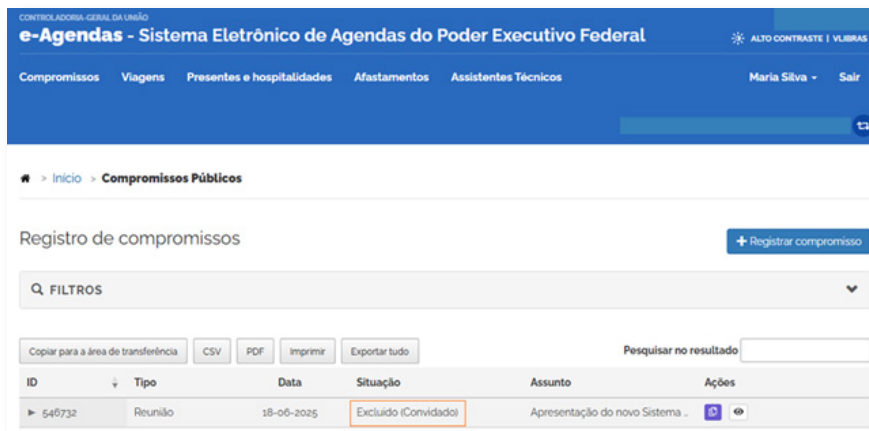 CONTROLADORIA-GERAL DA UNIÃO
e-Agendas - Sistema Eletrônico de Agendas do Poder Executivo Federal
ALTO CONTRASTE | VLIBRAS
Compromissos Viagens Presentes e hospitalidades Afastamentos Assistentes Técnicos Maria Silva Sair
> Início > Compromissos Públicos
Registro de compromissos
+ Registrar compromisso
FILTROS
Copiar para a área de transferência CSV PDF Imprimir Exportar tudo Pesquisar no resultado
ID Tipo Data Situação Assunto Ações
546732 Reunião 18-06-2025 Excluído (Convidado) Apresentação do novo Sistema ..